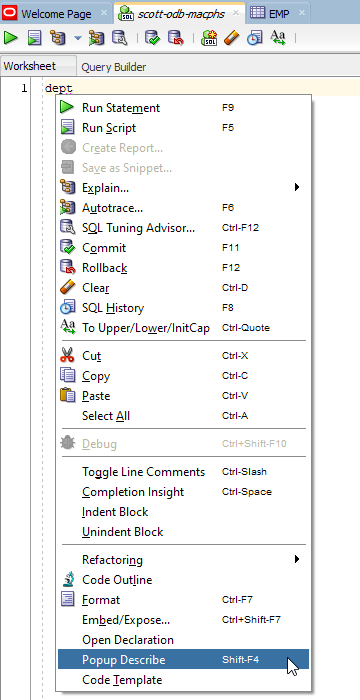 Welcome Page scott-odb-macphs EMP
SQL Aa
Worksheet Query Builder
1 dept
Run Statement F9
Run Script F5
Create Report...
Save as Snippet...
Explain...
Autotrace... F6
SQL Tuning Advisor... Ctrl-F12
Commit F11
Rollback F12
Clear Ctrl-D
SQL History F8
Aa To Upper/Lower/InitCap Ctrl-Quote
Cut Ctrl-X
Copy Ctrl-C
Paste Ctrl-V
Select All Ctrl-A
Debug Ctrl+Shift-F10
Toggle Line Comments Ctrl-Slash
Completion Insight Ctrl-Space
Indent Block
Unindent Block
Refactoring
Code Outline
Format Ctrl-F7
Embed/Expose... Ctrl+Shift-F7
Open Declaration
Popup Describe Shift-F4
Code Template